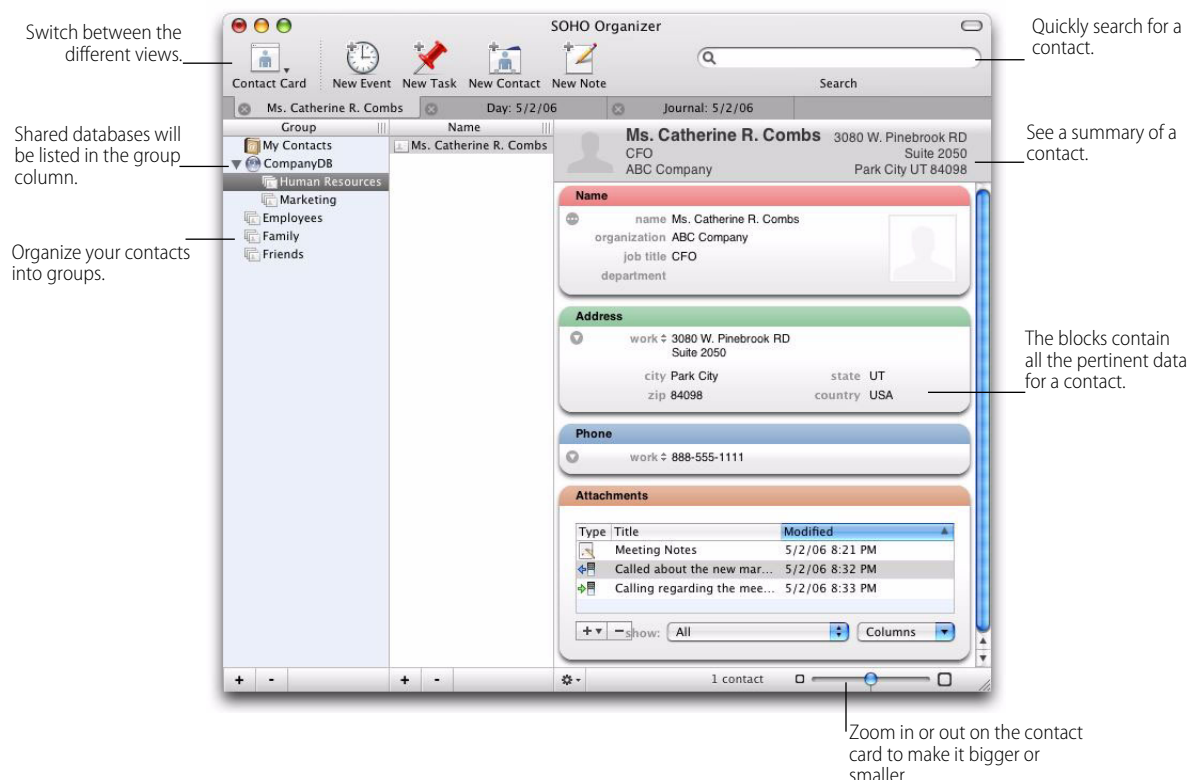 SOHO Organizer
Switch between the
different views.
Quickly search for a
contact.
Contact Card New Event New Task New Contact New Note Search
Ms. Catherine R. Combs Day: 5/2/06 Journal: 5/2/06
Group Name
Shared databases will
be listed in the group
column.
My Contacts
CompanyDB
Human Resources
Marketing
Employees
Family
Friends
Organize your contacts
into groups.
Ms. Catherine R. Combs
Ms. Catherine R. Combs 3080 W. Pinebrook RD
CFO Suite 2050
ABC Company Park City UT 84098
See a summary of a
contact.
Name
name Ms. Catherine R. Combs
organization ABC Company
job title CFO
department
Address
work 3080 W. Pinebrook RD
Suite 2050
city Park City state UT
zip 84098 country USA
The blocks contain
all the pertinent data
for a contact.
Phone
work 888-555-1111
Attachments
Type Title Modified
Meeting Notes 5/2/06 8:21 PM
Called about the new mar... 5/2/06 8:32 PM
Calling regarding the mee... 5/2/06 8:33 PM
+ - show: All Columns
+ - + - 1 contact
Zoom in or out on the contact
card to make it bigger or
smaller